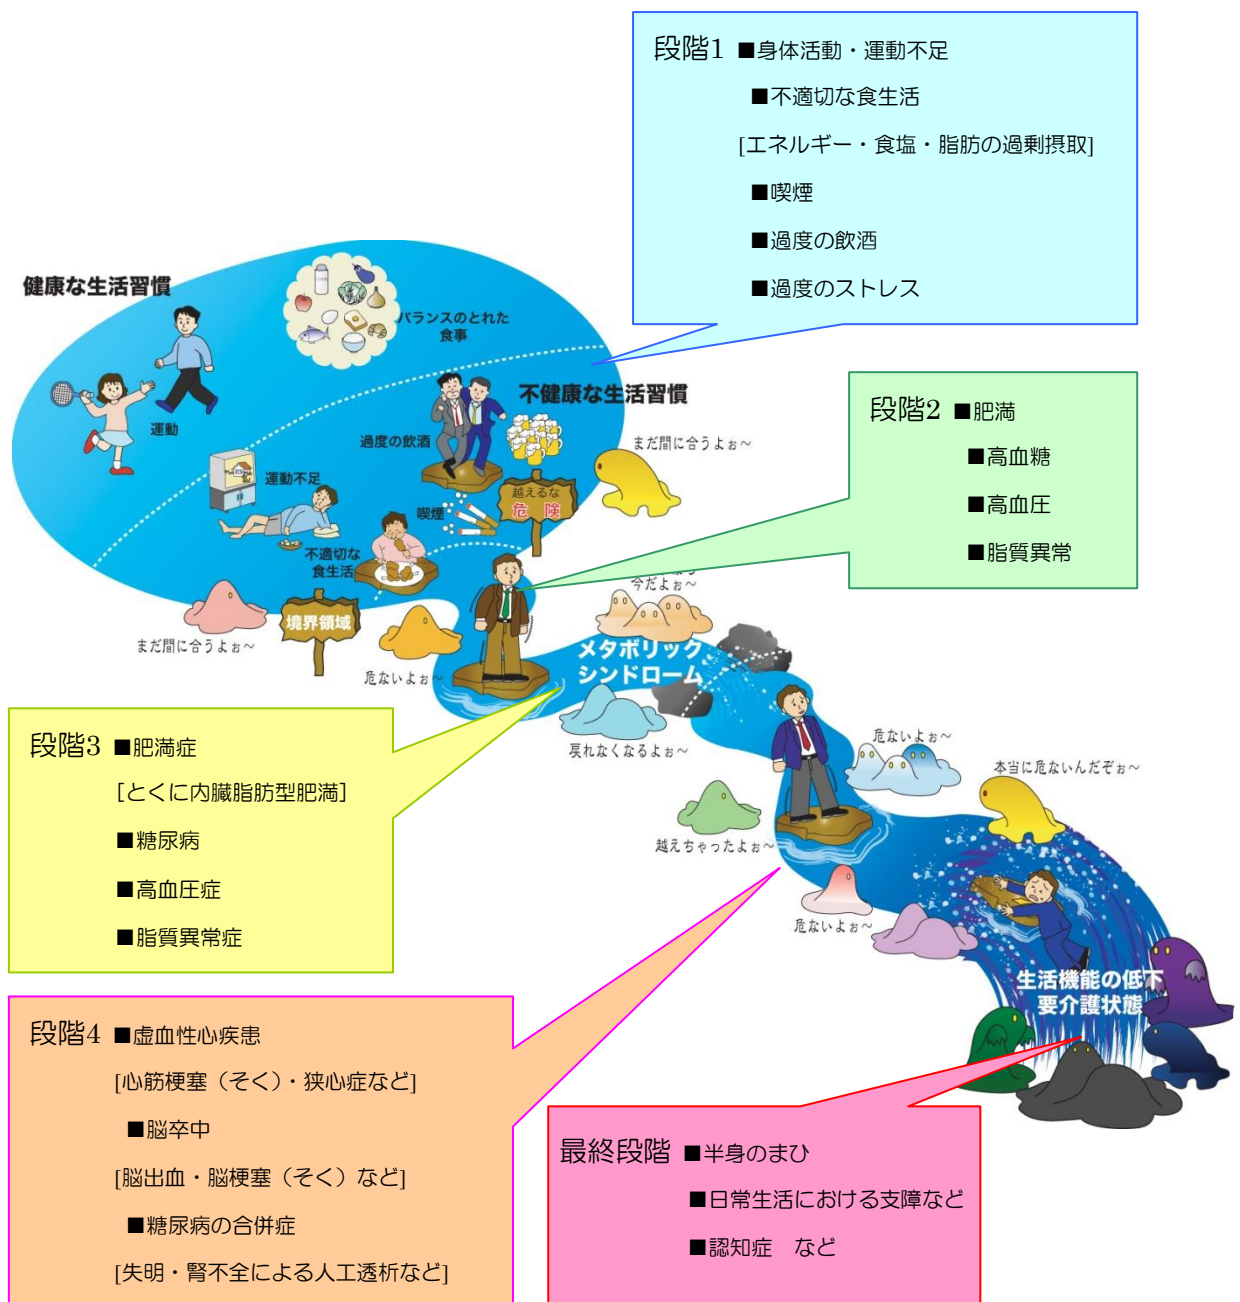 段階1 ■身体活動・運動不足
■不適切な食生活
[エネルギー・食塩・脂肪の過剰摂取]
■喫煙
■過度の飲酒
■過度のストレス
健康な生活習慣
バランスのとれた
食事
運動
不健康な生活習慣
過度の飲酒
まだ間に合うよぉ～
運動不足
喫煙
越えるな
危険
不適切な
食生活
段階2 ■肥満
■高血糖
■高血圧
■脂質異常
今だよぉ～
境界領域
まだ間に合うよぉ～
危ないよぉ～
メタボリック
シンドローム
戻れなくなるよぉ～
危ないよぉ～
本当に危ないんだぞぉ～
越えちゃったよぉ～
危ないよぉ～
段階3 ■肥満症
[とくに内臓脂肪型肥満]
■糖尿病
■高血圧症
■脂質異常症
生活機能の低下
要介護状態
段階4 ■虚血性心疾患
[心筋梗塞（そく）・狭心症など]
■脳卒中
[脳出血・脳梗塞（そく）など]
■糖尿病の合併症
[失明・腎不全による人工透析など]
最終段階 ■半身のまひ
■日常生活における支障など
■認知症　など